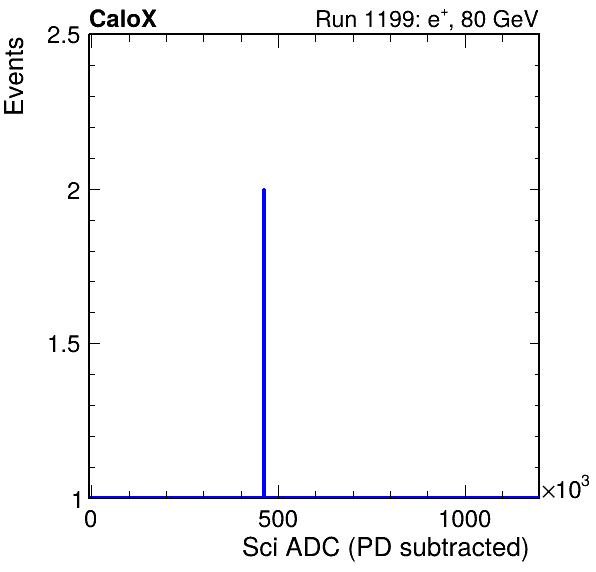 CaloX Run 1199: e⁺, 80 GeV
Events
2.5
2
1.5
1
0 500 1000 ×10³
Sci ADC (PD subtracted)